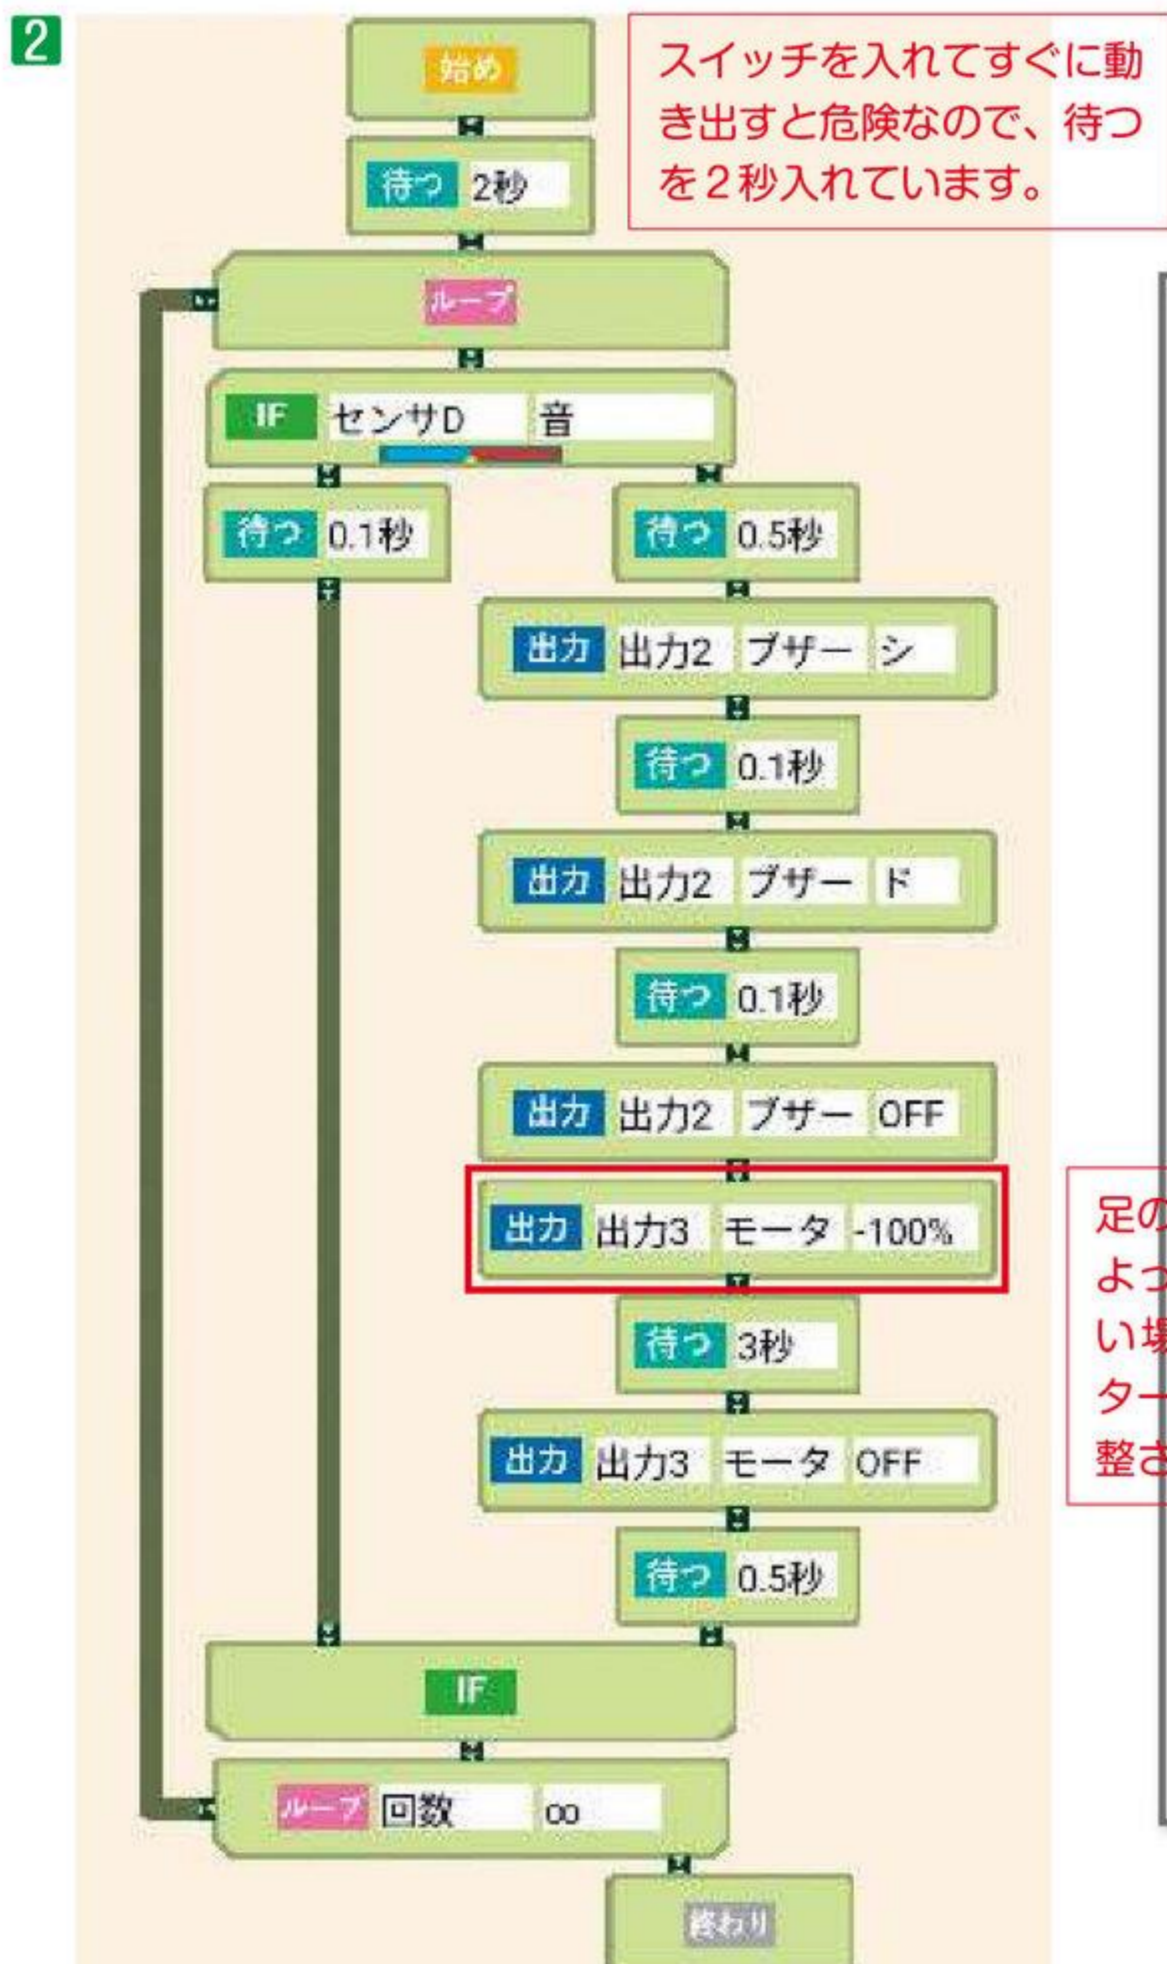 2
始め
スイッチを入れてすぐに動
き出すと危険なので、待つ
を2秒入れています。
待つ 2秒
ループ
IF センサD 音
待つ 0.1秒
待つ 0.5秒
出力 出力2 ブザー シ
待つ 0.1秒
出力 出力2 ブザー ド
待つ 0.1秒
出力 出力2 ブザー OFF
出力 出力3 モータ -100%
待つ 3秒
出力 出力3 モータ OFF
待つ 0.5秒
足の
よっ
い場
ター
整さ
IF
ループ 回数 ∞
終わり